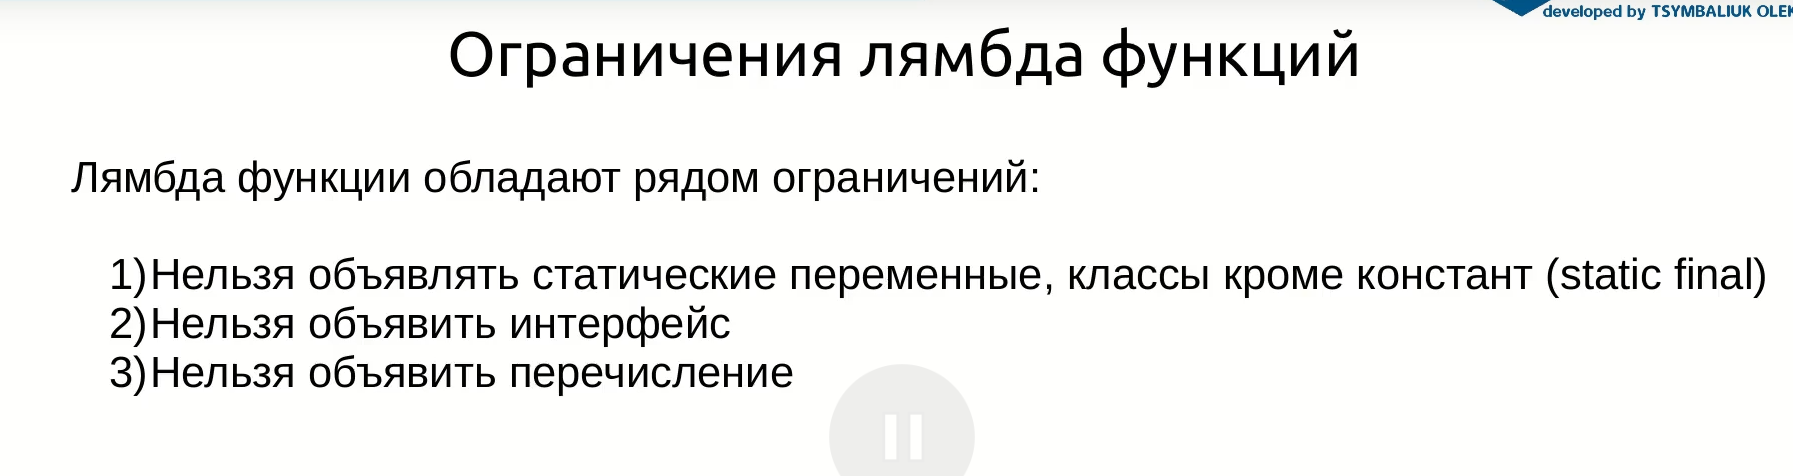 developed by TSYMBALIUK
Ограничения лямбда функций
Лямбда функции обладают рядом ограничений:
1)Нельзя объявлять статические переменные, классы кроме констант (static final)
2)Нельзя объявить интерфейс
3)Нельзя объявить перечисление